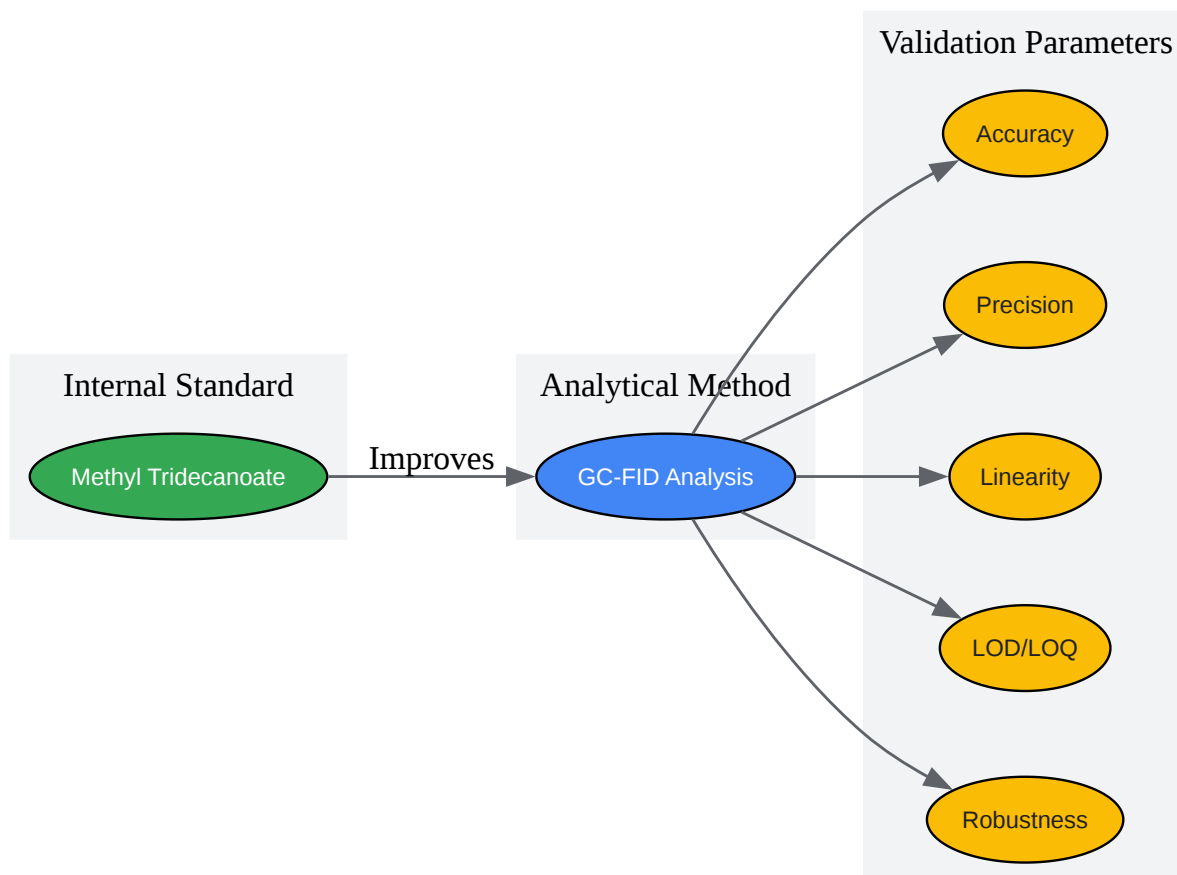 Internal Standard
Methyl Tridecanoate
Improves
Analytical Method
GC-FID Analysis
Validation Parameters
Accuracy
Precision
Linearity
LOD/LOQ
Robustness